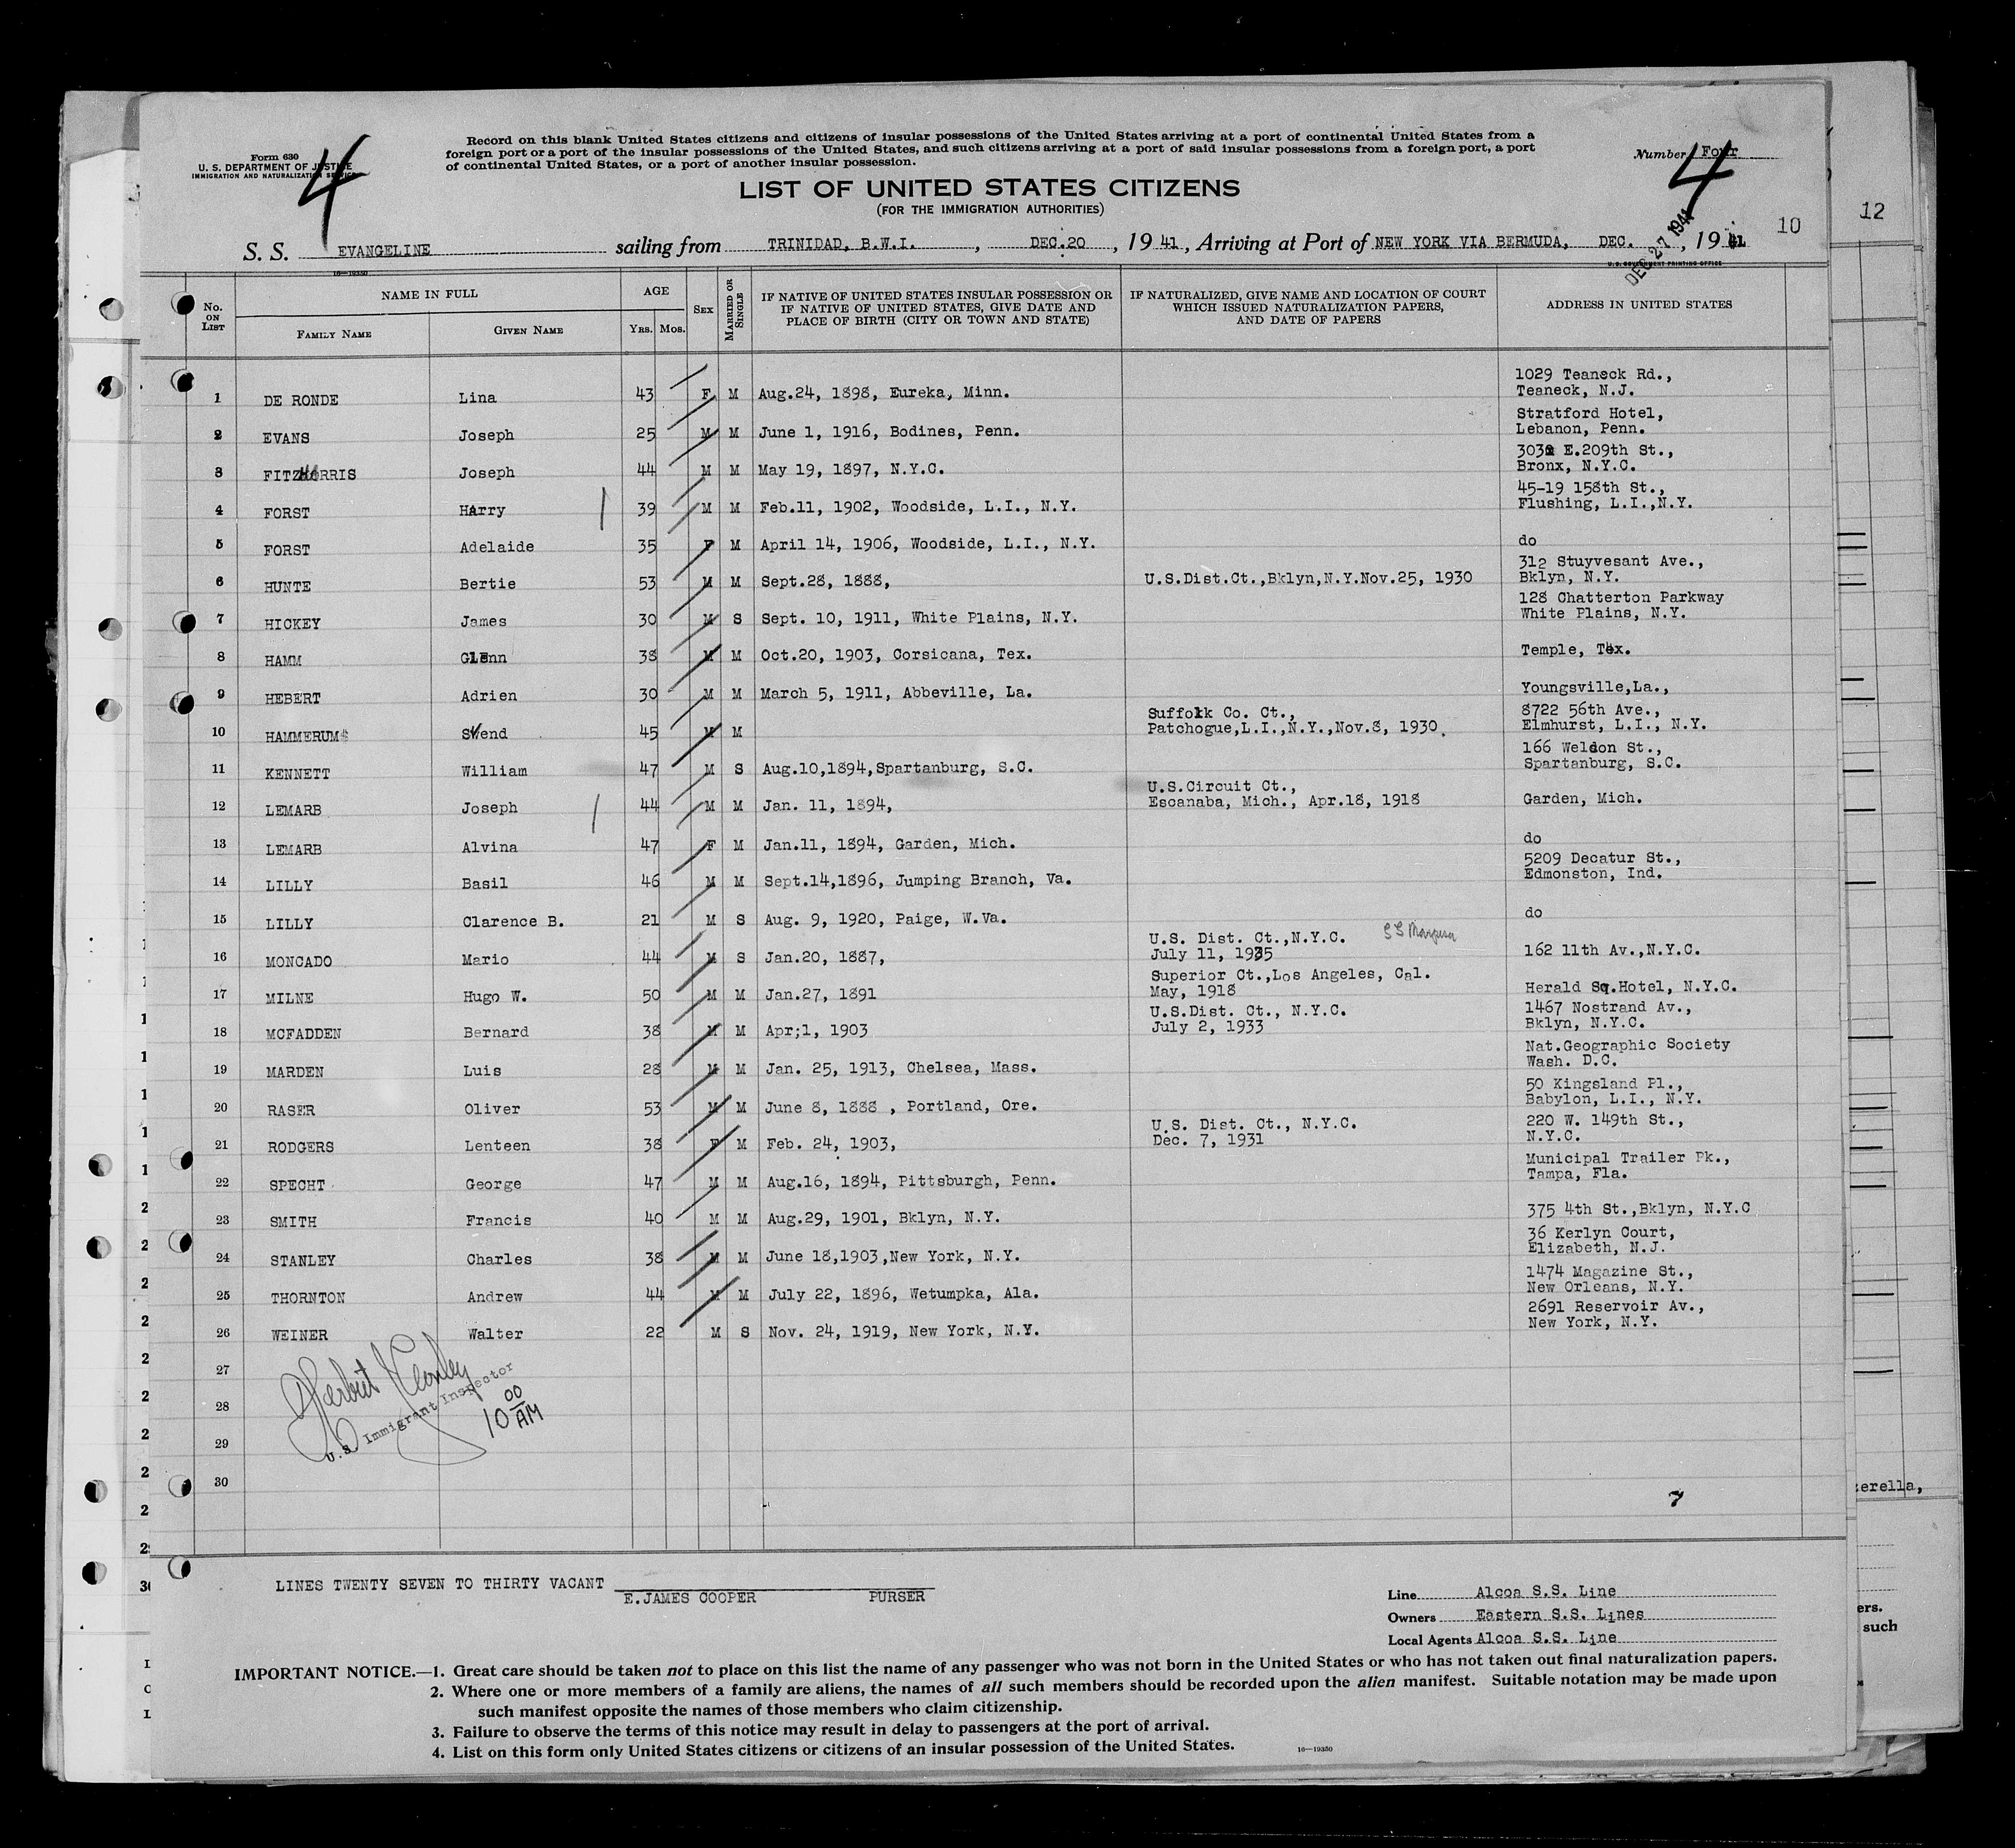 Form 630
U. S. DEPARTMENT OF JUSTICE
IMMIGRATION AND NATURALIZATION SERVICE
4
Record on this blank United States citizens and citizens of insular possessions of the United States arriving at a port of continental United States from a
foreign port or a port of the insular possessions of the United States, and such citizens arriving at a port of said insular possessions from a foreign port, a port
of continental United States, or a port of another insular possession.
Number Four
4
LIST OF UNITED STATES CITIZENS
(FOR THE IMMIGRATION AUTHORITIES)
10
12
S. S. EVANGELINE sailing from TRINIDAD, B.W.I. , DEC.20 , 19 41, Arriving at Port of NEW YORK VIA BERMUDA, DEC. , 19 41
DEC 27 1941
16—19350
U. S. GOVERNMENT PRINTING OFFICE
No. ON LIST
NAME IN FULL
FAMILY NAME
GIVEN NAME
AGE
YRS. MOS.
SEX
MARRIED OR SINGLE
IF NATIVE OF UNITED STATES INSULAR POSSESSION OR
IF NATIVE OF UNITED STATES, GIVE DATE AND
PLACE OF BIRTH (CITY OR TOWN AND STATE)
IF NATURALIZED, GIVE NAME AND LOCATION OF COURT
WHICH ISSUED NATURALIZATION PAPERS,
AND DATE OF PAPERS
ADDRESS IN UNITED STATES
1 DE RONDE Lina 43 F M Aug.24, 1898, Eureka, Minn. 1029 Teaneck Rd.,
Teaneck, N.J.
2 EVANS Joseph 25 M M June 1, 1916, Bodines, Penn. Stratford Hotel,
Lebanon, Penn.
3 Joseph 44 M M May 19, 1897, N.Y.C. E.209th St.,
Bronx, N.Y.C.
4 FORST Harry 39 M M Feb.11, 1902, Woodside, L.I., N.Y. 45-19 158th St.,
Flushing, L.I.,N.Y.
5 FORST Adelaide 35 F M April 14, 1906, Woodside, L.I., N.Y. do
6 HUNTE Bertie 53 M M Sept.28, 1888, U.S.Dist.Ct.,Bklyn,N.Y.Nov.25, 1930 312 Stuyvesant Ave.,
Bklyn, N.Y.
7 HICKEY James 30 M S Sept. 10, 1911, White Plains, N.Y. 128 Chatterton Parkway
White Plains, N.Y.
8 HAMM Glenn 38 M M Oct.20, 1903, Corsicana, Tex. Temple, Tex.
9 HEBERT Adrien 30 M M March 5, 1911, Abbeville, La. Youngsville,La.,
10 HAMMERUM Svend 45 M M Suffolk Co. Ct.,
Patchogue,L.I.,N.Y.,Nov.8, 1930. 8722 56th Ave.,
Elmhurst, L.I., N.Y.
11 KENNETT William 47 M S Aug.10,1894,Spartanburg, S.C. 166 Weldon St.,
Spartanburg, S.C.
12 LEMARB Joseph 44 M M Jan. 11, 1894, U.S.Circuit Ct.,
Escanaba, Mich., Apr.18, 1918 Garden, Mich.
13 LEMARB Alvina 47 F M Jan.11, 1894, Garden, Mich. do
14 LILLY Basil 46 M M Sept.14,1896, Jumping Branch, Va. 5209 Decatur St.,
Edmonston, Ind.
15 LILLY Clarence B. 21 M S Aug. 9, 1920, Paige, W.Va. do
16 MONCADO Mario 44 M S Jan.20, 1887, U.S. Dist. Ct.,N.Y.C. SS
July 11, 1935 162 11th Av.,N.Y.C.
17 MILNE Hugo W. 50 M M Jan.27, 1891 Superior Ct.,Los Angeles, Cal.
May, 1918 Herald Sq.Hotel, N.Y.C.
18 MCFADDEN Bernard 38 M M Apr;1, 1903 U.S.Dist. Ct., N.Y.C.
July 2, 1933 1467 Nostrand Av.,
Bklyn, N.Y.C.
19 MARDEN Luis 28 M M Jan. 25, 1913, Chelsea, Mass. Nat.Geographic Society
Wash. D.C.
20 RASER Oliver 53 M M June 8, 1888 , Portland, Ore. 50 Kingsland Pl.,
Babylon, L.I., N.Y.
21 RODGERS Lenteen 38 F M Feb. 24, 1903, U.S. Dist. Ct., N.Y.C.
Dec. 7, 1931 220 W. 149th St.,
N.Y.C.
22 SPECHT George 47 M M Aug.16, 1894, Pittsburgh, Penn. Municipal Trailer Pk.,
Tampa, Fla.
23 SMITH Francis 40 M M Aug.29, 1901, Bklyn, N.Y. 375 4th St.,Bklyn, N.Y.C
24 STANLEY Charles 38 M M June 18,1903,New York, N.Y. 36 Kerlyn Court,
Elizabeth, N.J.
25 THORNTON Andrew 44 M M July 22, 1896, Wetumpka, Ala. 1474 Magazine St.,
New Orleans, N.Y.
26 WEINER Walter 22 M S Nov. 24, 1919, New York, N.Y. 2691 Reservoir Av.,
New York, N.Y.
27
28
29
30
U.S. Immigrant Inspector
10 00 AM
7
erella,
LINES TWENTY SEVEN TO THIRTY VACANT
E.JAMES COOPER PURSER
Line Alcoa S.S. Line
Owners Eastern S.S. Lines
Local Agents Alcoa S.S. Line
ers.
such
IMPORTANT NOTICE.—1. Great care should be taken not to place on this list the name of any passenger who was not born in the United States or who has not taken out final naturalization papers.
2. Where one or more members of a family are aliens, the names of all such members should be recorded upon the alien manifest. Suitable notation may be made upon
such manifest opposite the names of those members who claim citizenship.
3. Failure to observe the terms of this notice may result in delay to passengers at the port of arrival.
4. List on this form only United States citizens or citizens of an insular possession of the United States.
16—19350